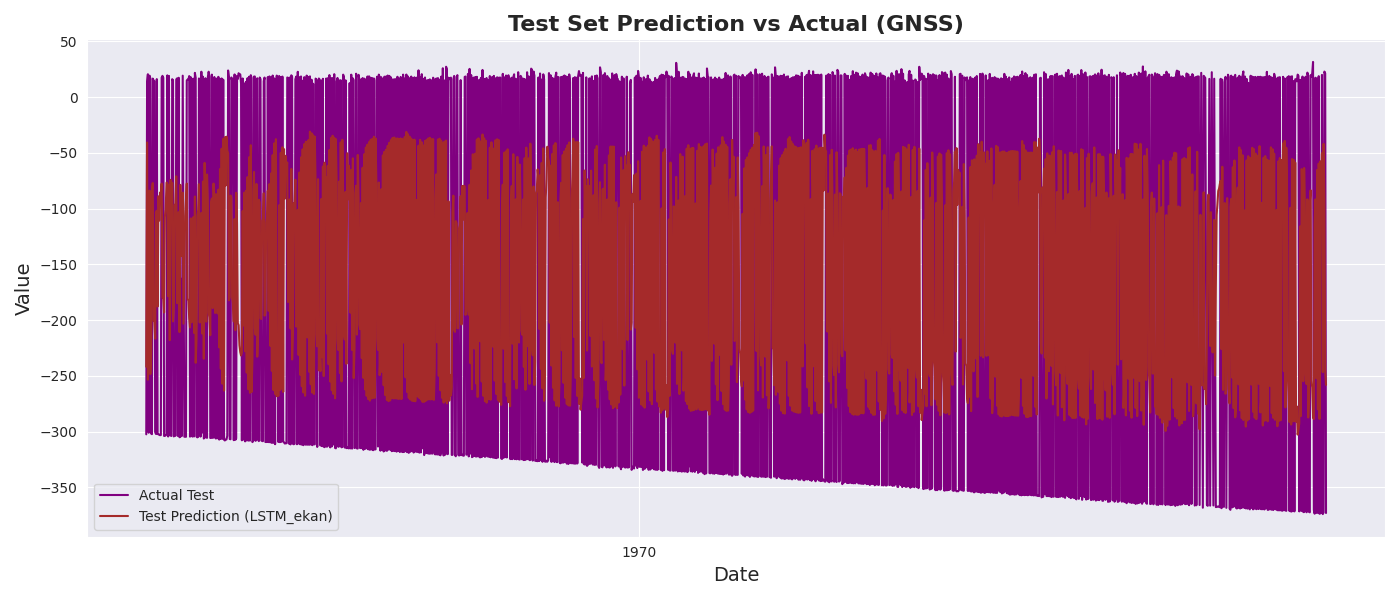 Test Set Prediction vs Actual (GNSS)
50
0
−50
−100
−150
−200
−250
−300
−350
Value
Actual Test
Test Prediction (LSTM_ekan)
1970
Date